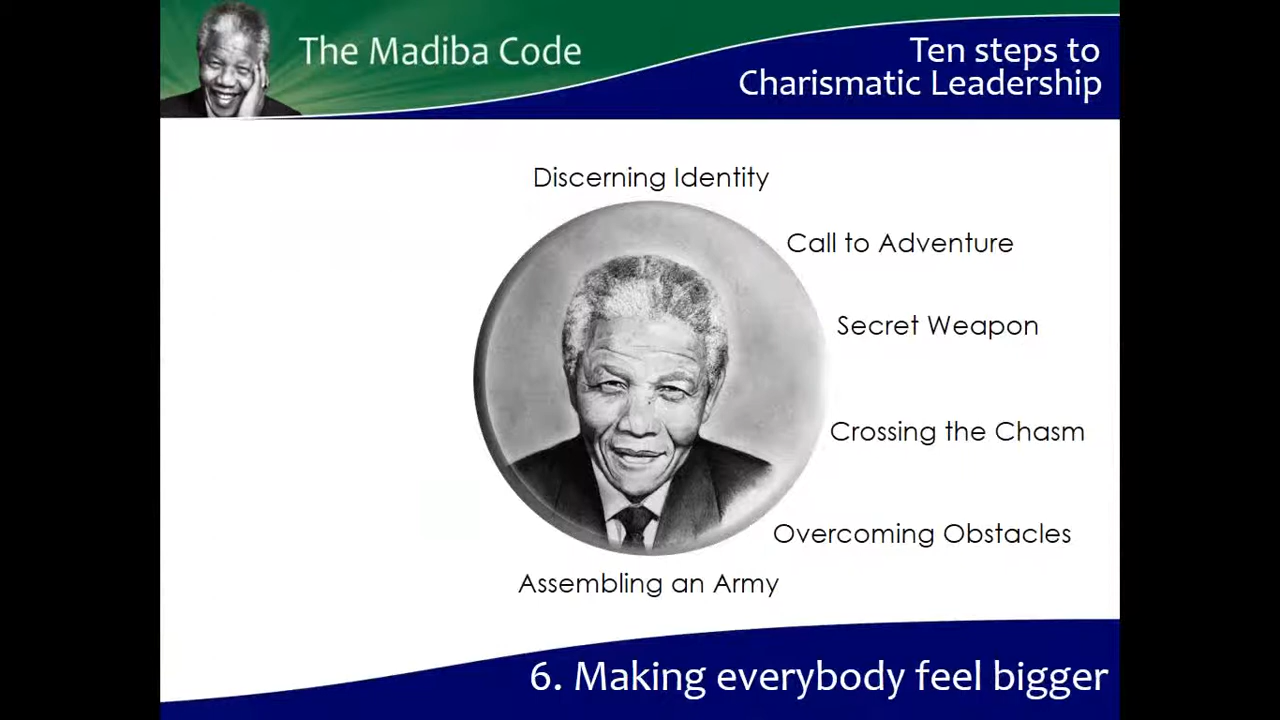 The Madiba Code
Ten steps to
Charismatic Leadership
Discerning Identity
Call to Adventure
Secret Weapon
Crossing the Chasm
Overcoming Obstacles
Assembling an Army
6. Making everybody feel bigger